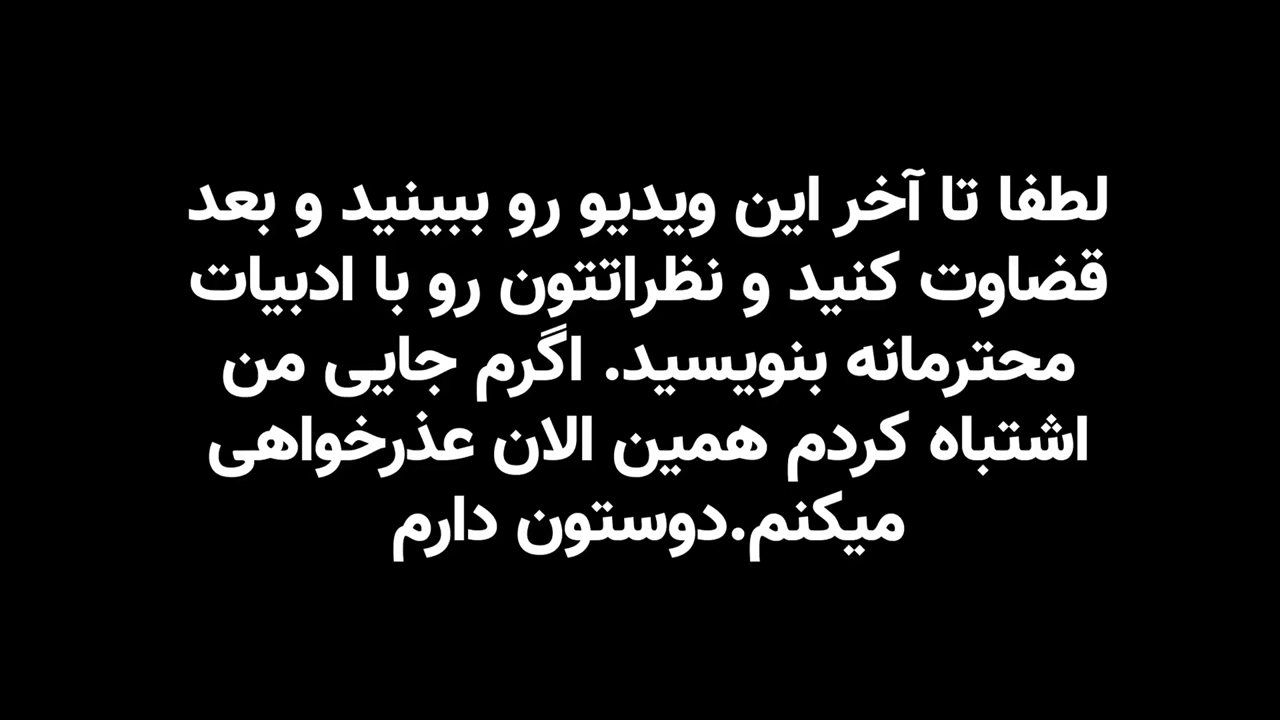 لطفا تا آخر این ویدیو رو ببینید و بعد
قضاوت کنید و نظراتتون رو با ادبیات
محترمانه بنویسید. اگرم جایی من
اشتباه کردم همین الان عذرخواهی
میکنم.دوستون دارم